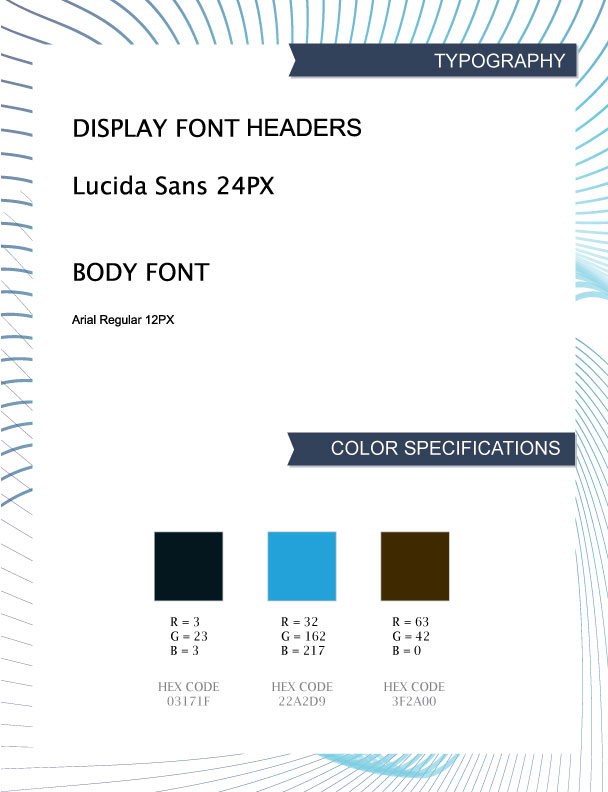 TYPOGRAPHY
DISPLAY FONT HEADERS
Lucida Sans 24PX
BODY FONT
Arial Regular 12PX
COLOR SPECIFICATIONS
R = 3
G = 23
B = 3
HEX CODE
03171F
R = 32
G = 162
B = 217
HEX CODE
22A2D9
R = 63
G = 42
B = 0
HEX CODE
3F2A00